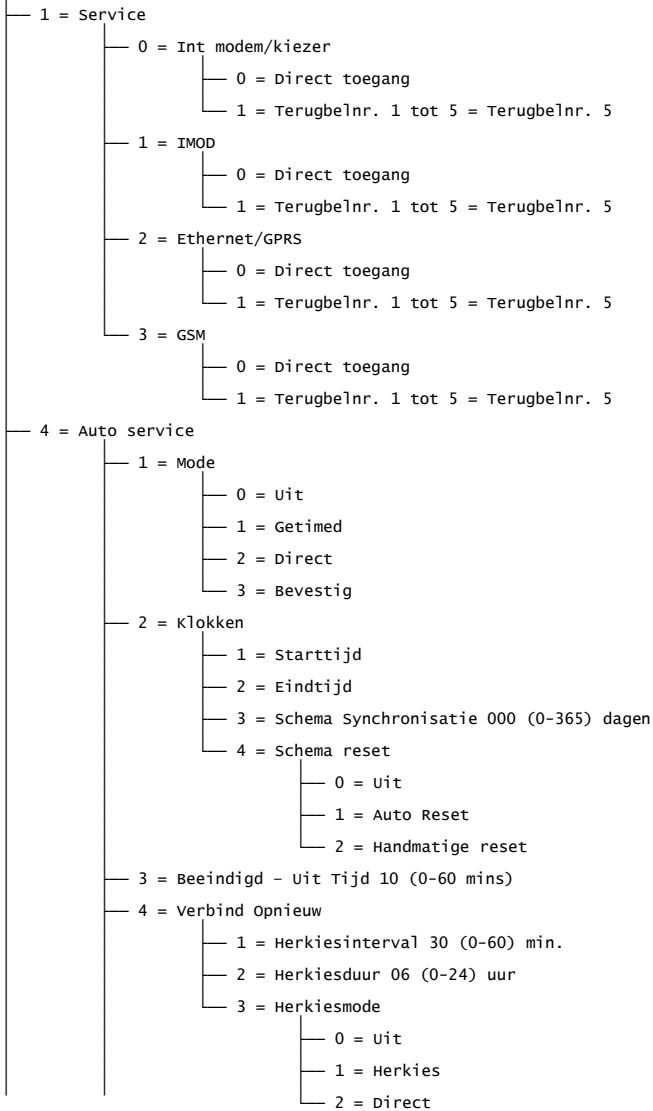 1 = Service
0 = Int modem/kiezer
0 = Direct toegang
1 = Terugbelnr. 1 tot 5 = Terugbelnr. 5
1 = IMOD
0 = Direct toegang
1 = Terugbelnr. 1 tot 5 = Terugbelnr. 5
2 = Ethernet/GPRS
0 = Direct toegang
1 = Terugbelnr. 1 tot 5 = Terugbelnr. 5
3 = GSM
0 = Direct toegang
1 = Terugbelnr. 1 tot 5 = Terugbelnr. 5
4 = Auto service
1 = Mode
0 = Uit
1 = Getimed
2 = Direct
3 = Bevestig
2 = Klokken
1 = Starttijd
2 = Eindtijd
3 = Schema Synchronisatie 000 (0-365) dagen
4 = Schema reset
0 = Uit
1 = Auto Reset
2 = Handmatige reset
3 = Beeindigd – Uit Tijd 10 (0-60 mins)
4 = Verbind Opnieuw
1 = Herkiesinterval 30 (0-60) min.
2 = Herkiesduur 06 (0-24) uur
3 = Herkiesmode
0 = Uit
1 = Herkies
2 = Direct